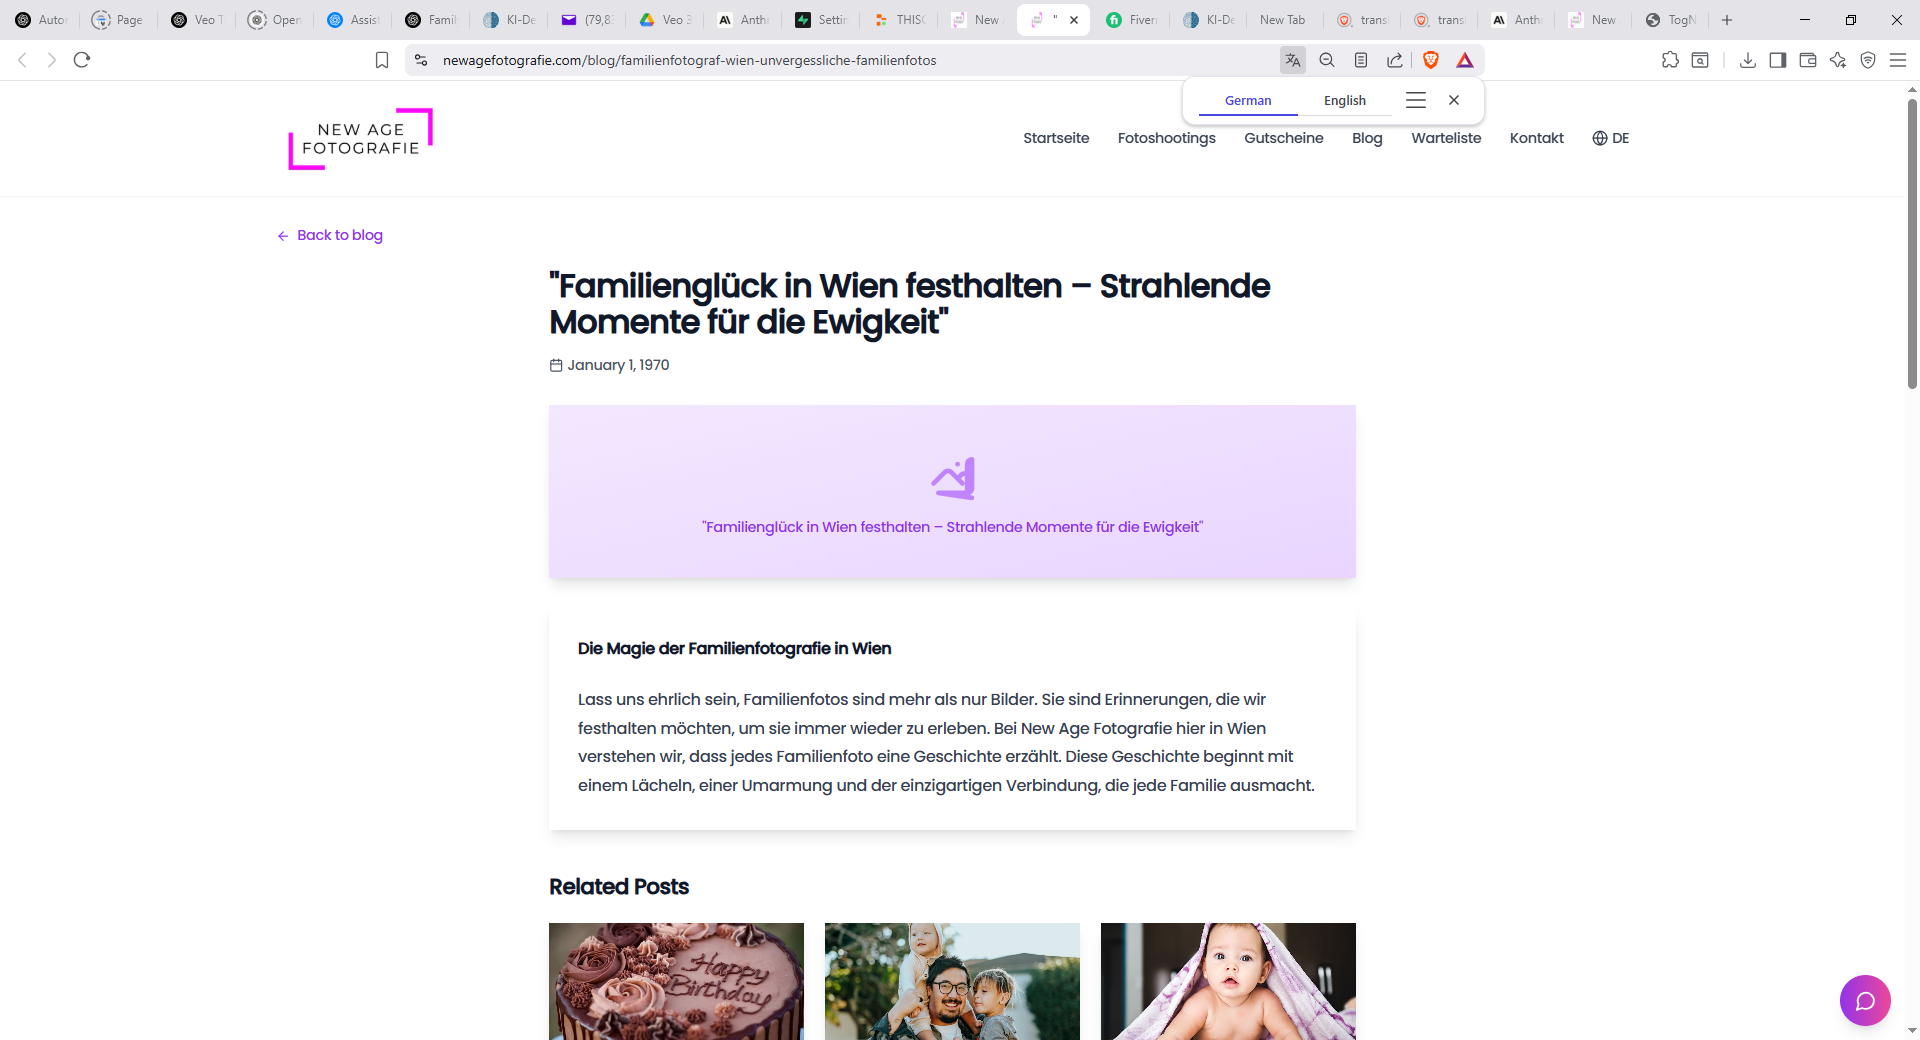 Autor
Page
Veo T
Open
Assist
Famil
KI-De
(79,8
Veo 3
Anth
Settin
THISC
New
"
Fiverr
KI-De
New Tab
transl
transl
Anth
New
TogN
newagefotografie.com/blog/familienfotograf-wien-unvergessliche-familienfotos
German English
NEW AGE
FOTOGRAFIE
Startseite Fotoshootings Gutscheine Blog Warteliste Kontakt DE
Back to blog
"Familienglück in Wien festhalten – Strahlende
Momente für die Ewigkeit"
January 1, 1970
"Familienglück in Wien festhalten – Strahlende Momente für die Ewigkeit"
Die Magie der Familienfotografie in Wien
Lass uns ehrlich sein, Familienfotos sind mehr als nur Bilder. Sie sind Erinnerungen, die wir
festhalten möchten, um sie immer wieder zu erleben. Bei New Age Fotografie hier in Wien
verstehen wir, dass jedes Familienfoto eine Geschichte erzählt. Diese Geschichte beginnt mit
einem Lächeln, einer Umarmung und der einzigartigen Verbindung, die jede Familie ausmacht.
Related Posts
Happy
Birthday